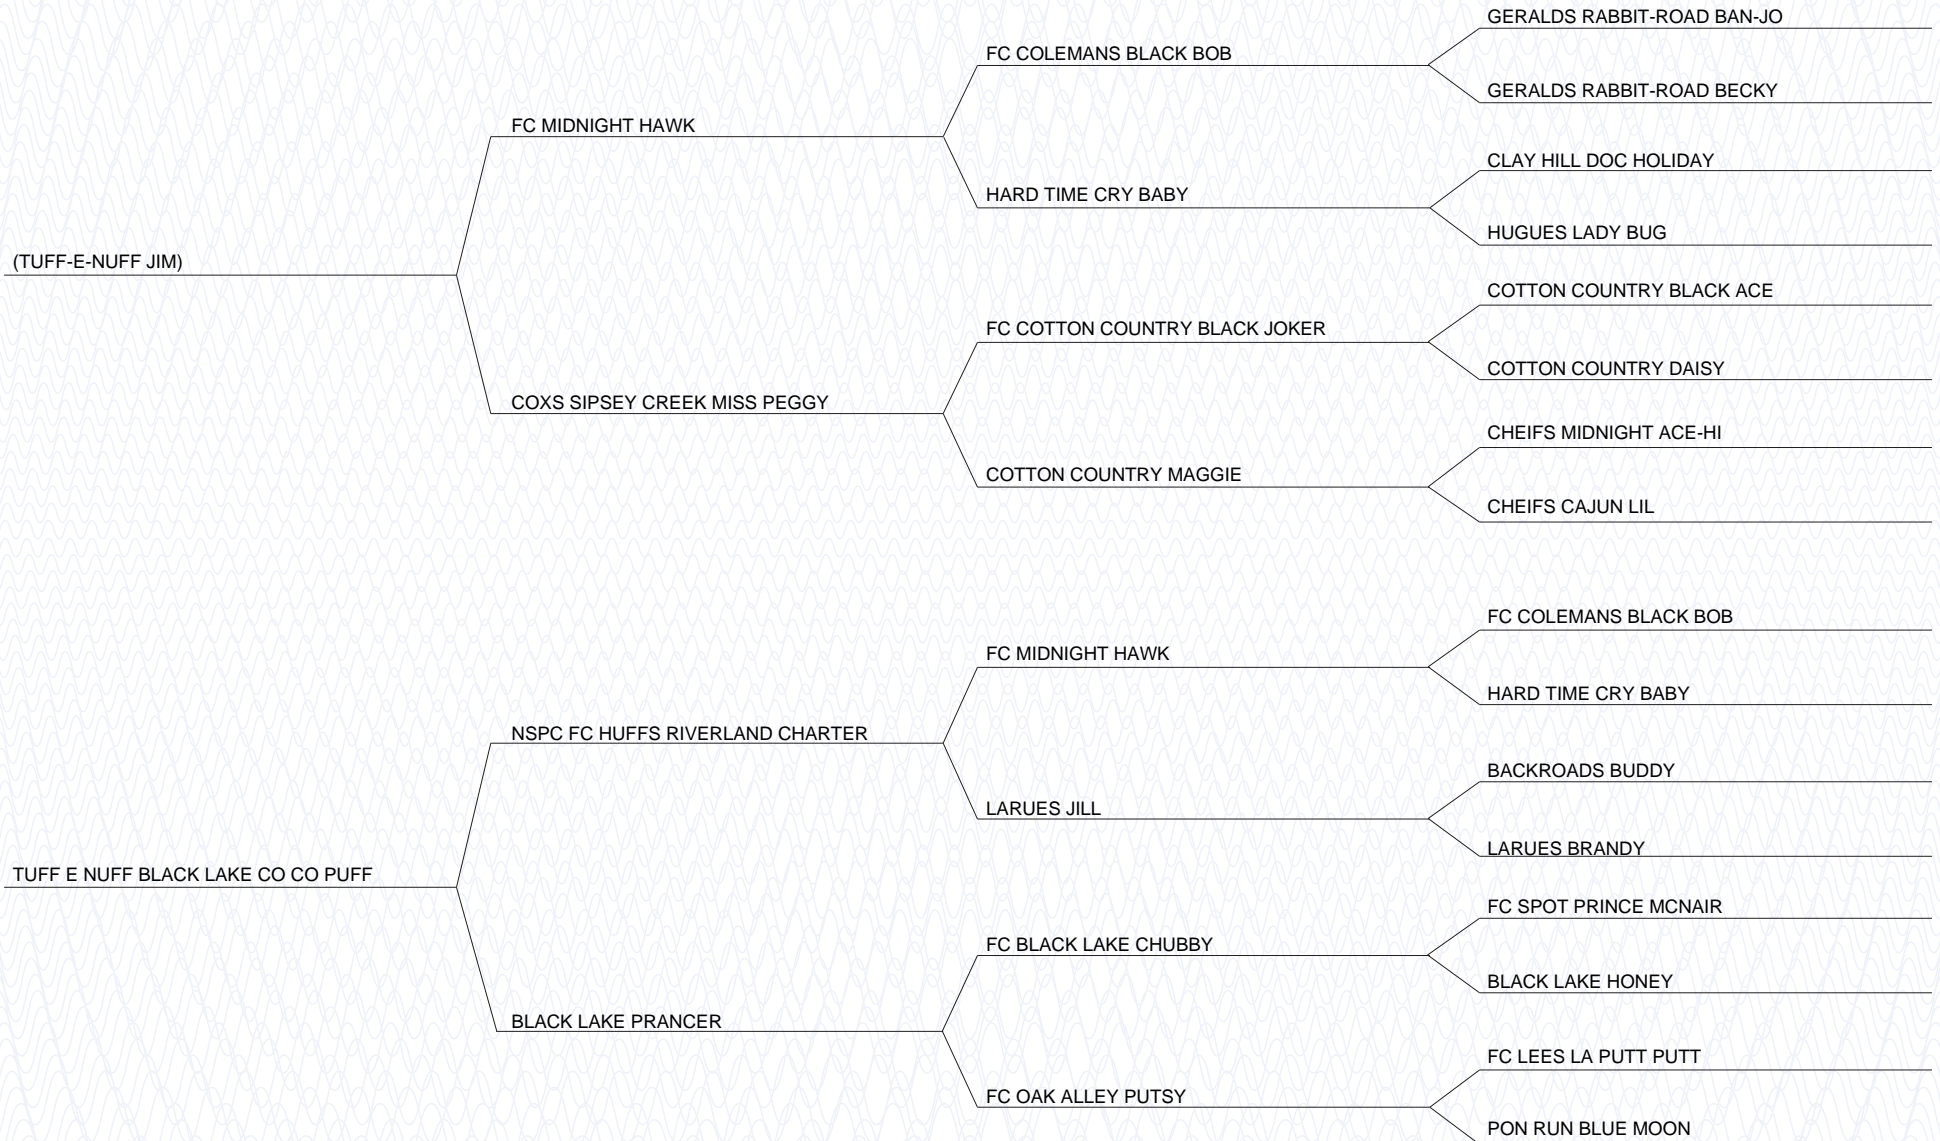 GERALDS RABBIT-ROAD BAN-JO
FC COLEMANS BLACK BOB
GERALDS RABBIT-ROAD BECKY
FC MIDNIGHT HAWK
CLAY HILL DOC HOLIDAY
HARD TIME CRY BABY
HUGUES LADY BUG
(TUFF-E-NUFF JIM)
COTTON COUNTRY BLACK ACE
FC COTTON COUNTRY BLACK JOKER
COTTON COUNTRY DAISY
COXS SIPSEY CREEK MISS PEGGY
CHEIFS MIDNIGHT ACE-HI
COTTON COUNTRY MAGGIE
CHEIFS CAJUN LIL
FC COLEMANS BLACK BOB
FC MIDNIGHT HAWK
HARD TIME CRY BABY
NSPC FC HUFFS RIVERLAND CHARTER
BACKROADS BUDDY
LARUES JILL
LARUES BRANDY
TUFF E NUFF BLACK LAKE CO CO PUFF
FC SPOT PRINCE MCNAIR
FC BLACK LAKE CHUBBY
BLACK LAKE HONEY
BLACK LAKE PRANCER
FC LEES LA PUTT PUTT
FC OAK ALLEY PUTSY
PON RUN BLUE MOON